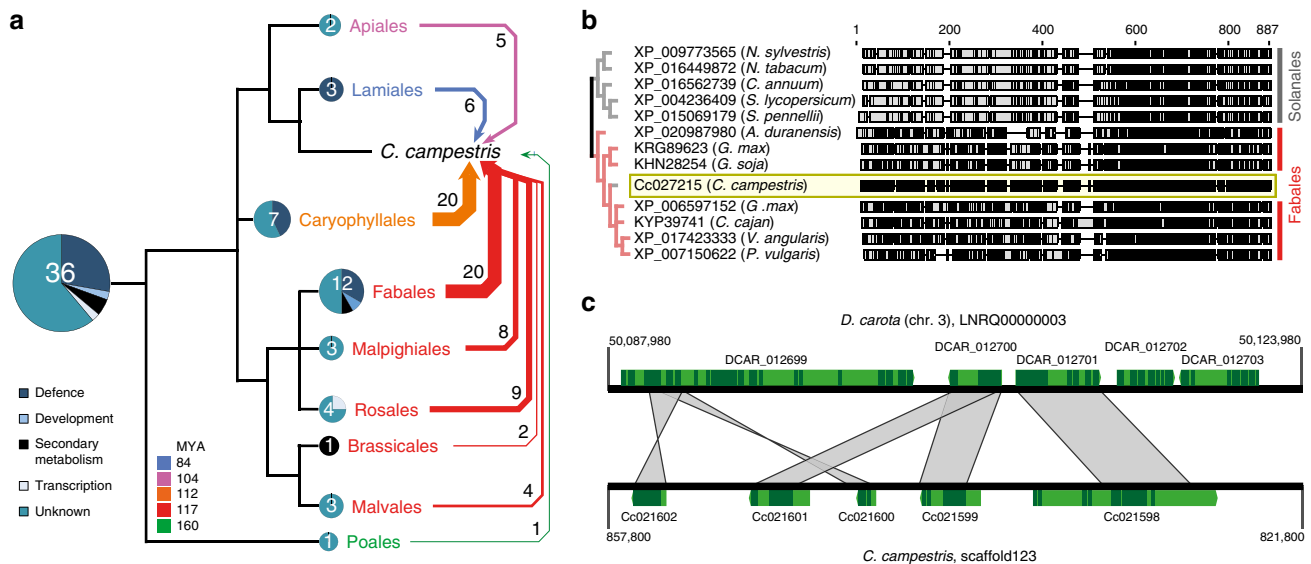 a
2 Apiales
5
3 Lamiales
6
C. campestris
7 Caryophyllales
20
36
12 Fabales
20
3 Malpighiales
8
4 Rosales
9
1 Brassicales
2
3 Malvales
4
1 Poales
1
Defence
Development
Secondary
metabolism
Transcription
Unknown
MYA
84
104
112
117
160
b
1 200 400 600 800 887
XP_009773565 (N. sylvestris)
XP_016449872 (N. tabacum)
XP_016562739 (C. annuum)
XP_004236409 (S. lycopersicum)
XP_015069179 (S. pennellii)
XP_020987980 (A. duranensis)
KRG89623 (G. max)
KHN28254 (G. soja)
Cc027215 (C. campestris)
XP_006597152 (G .max)
KYP39741 (C. cajan)
XP_017423333 (V. angularis)
XP_007150622 (P. vulgaris)
Solanales
Fabales
c
D. carota (chr. 3), LNRQ00000003
50,087,980
50,123,980
DCAR_012699
DCAR_012700
DCAR_012701
DCAR_012702
DCAR_012703
Cc021602
Cc021601
Cc021600
Cc021599
Cc021598
857,800
821,800
C. campestris, scaffold123